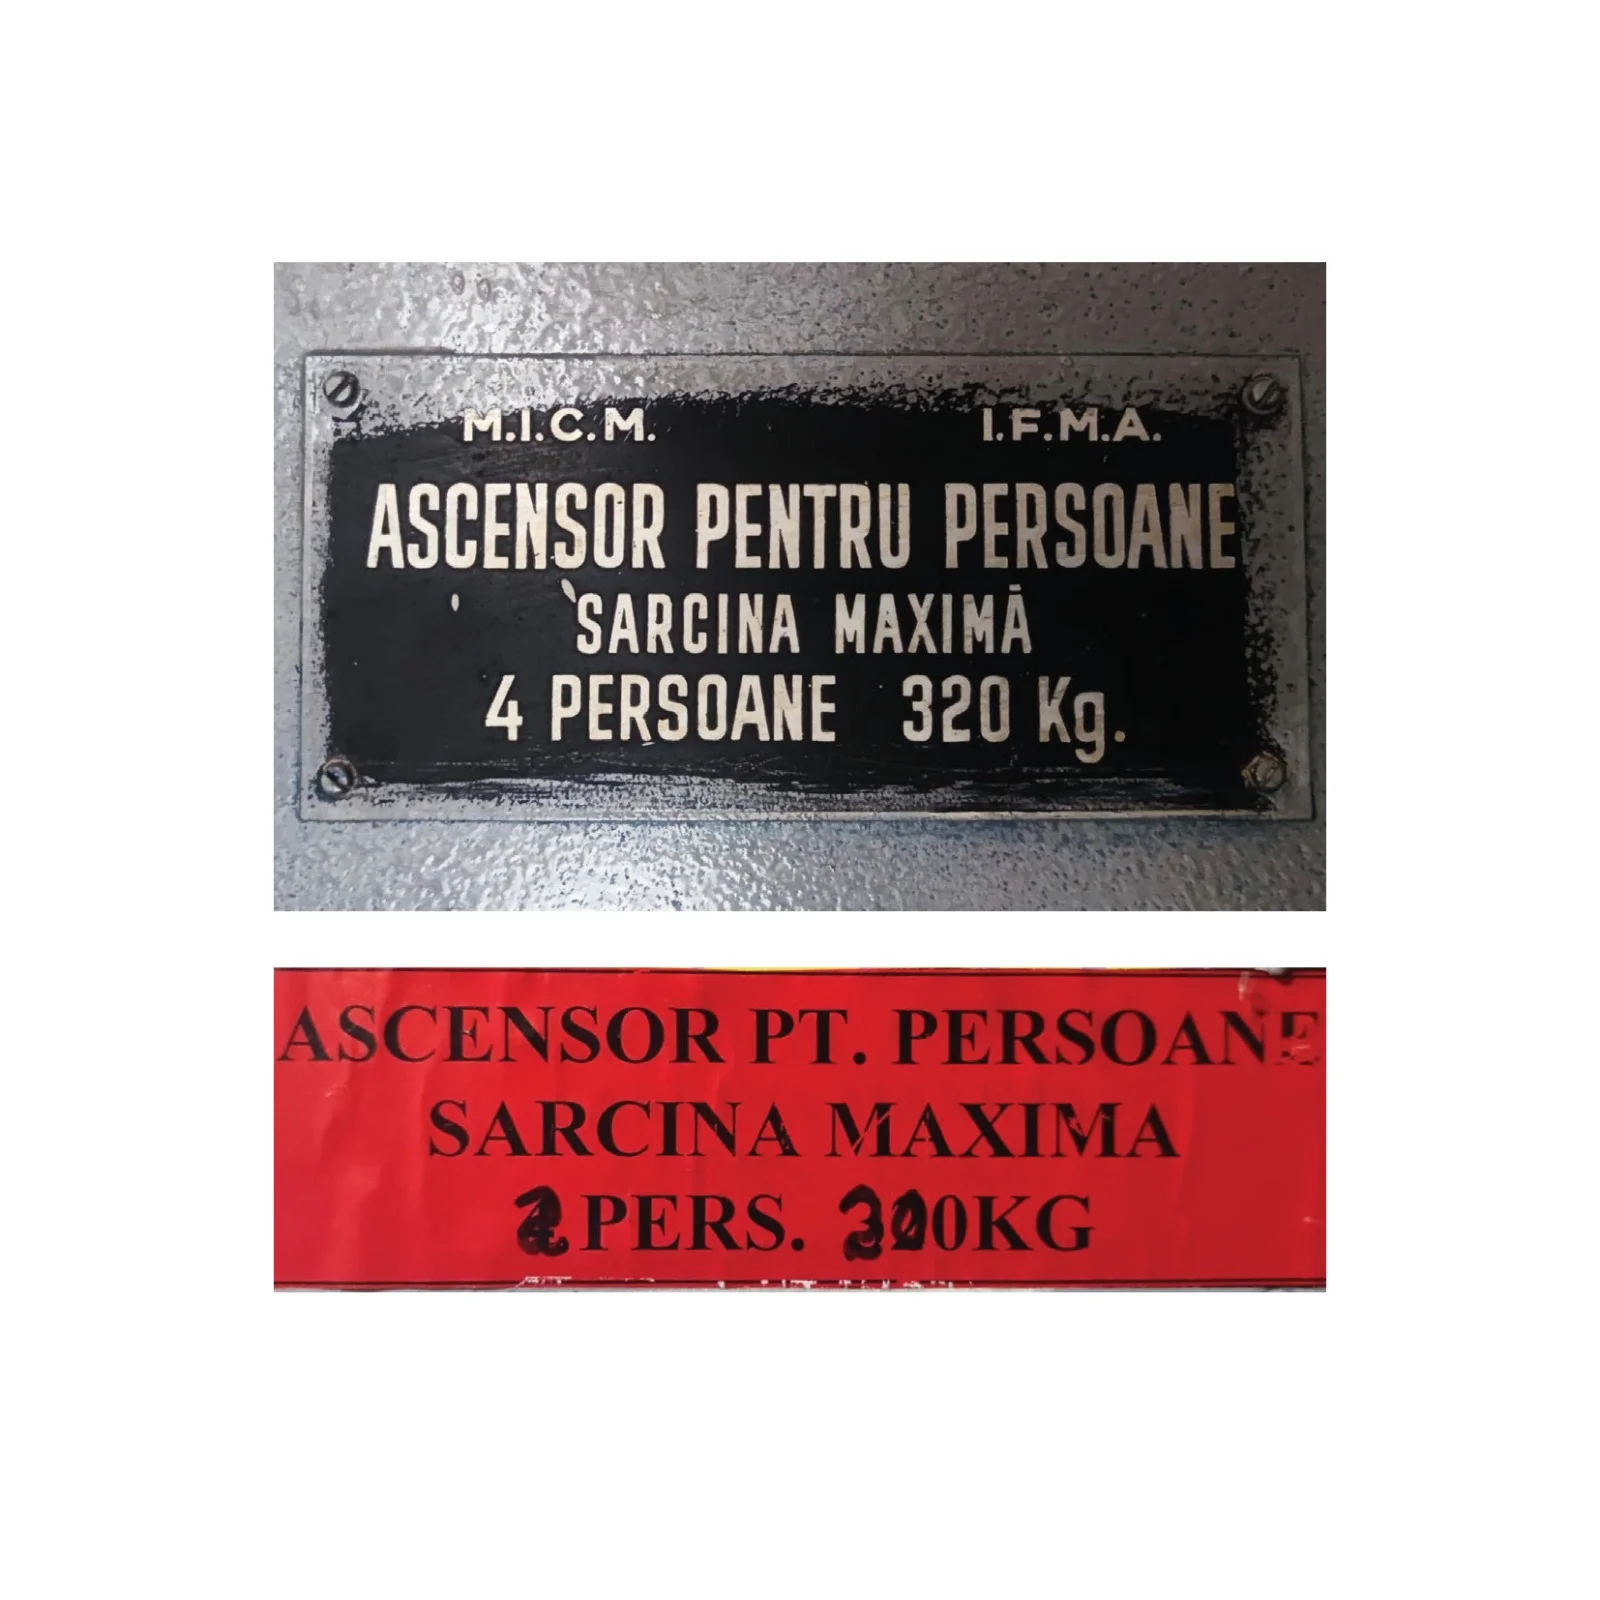 M.I.C.M. I.F.M.A.
ASCENSOR PENTRU PERSOANE
SARCINA MAXIMĂ
4 PERSOANE 320 Kg.
ASCENSOR PT. PERSOANE
SARCINA MAXIMA
PERS.